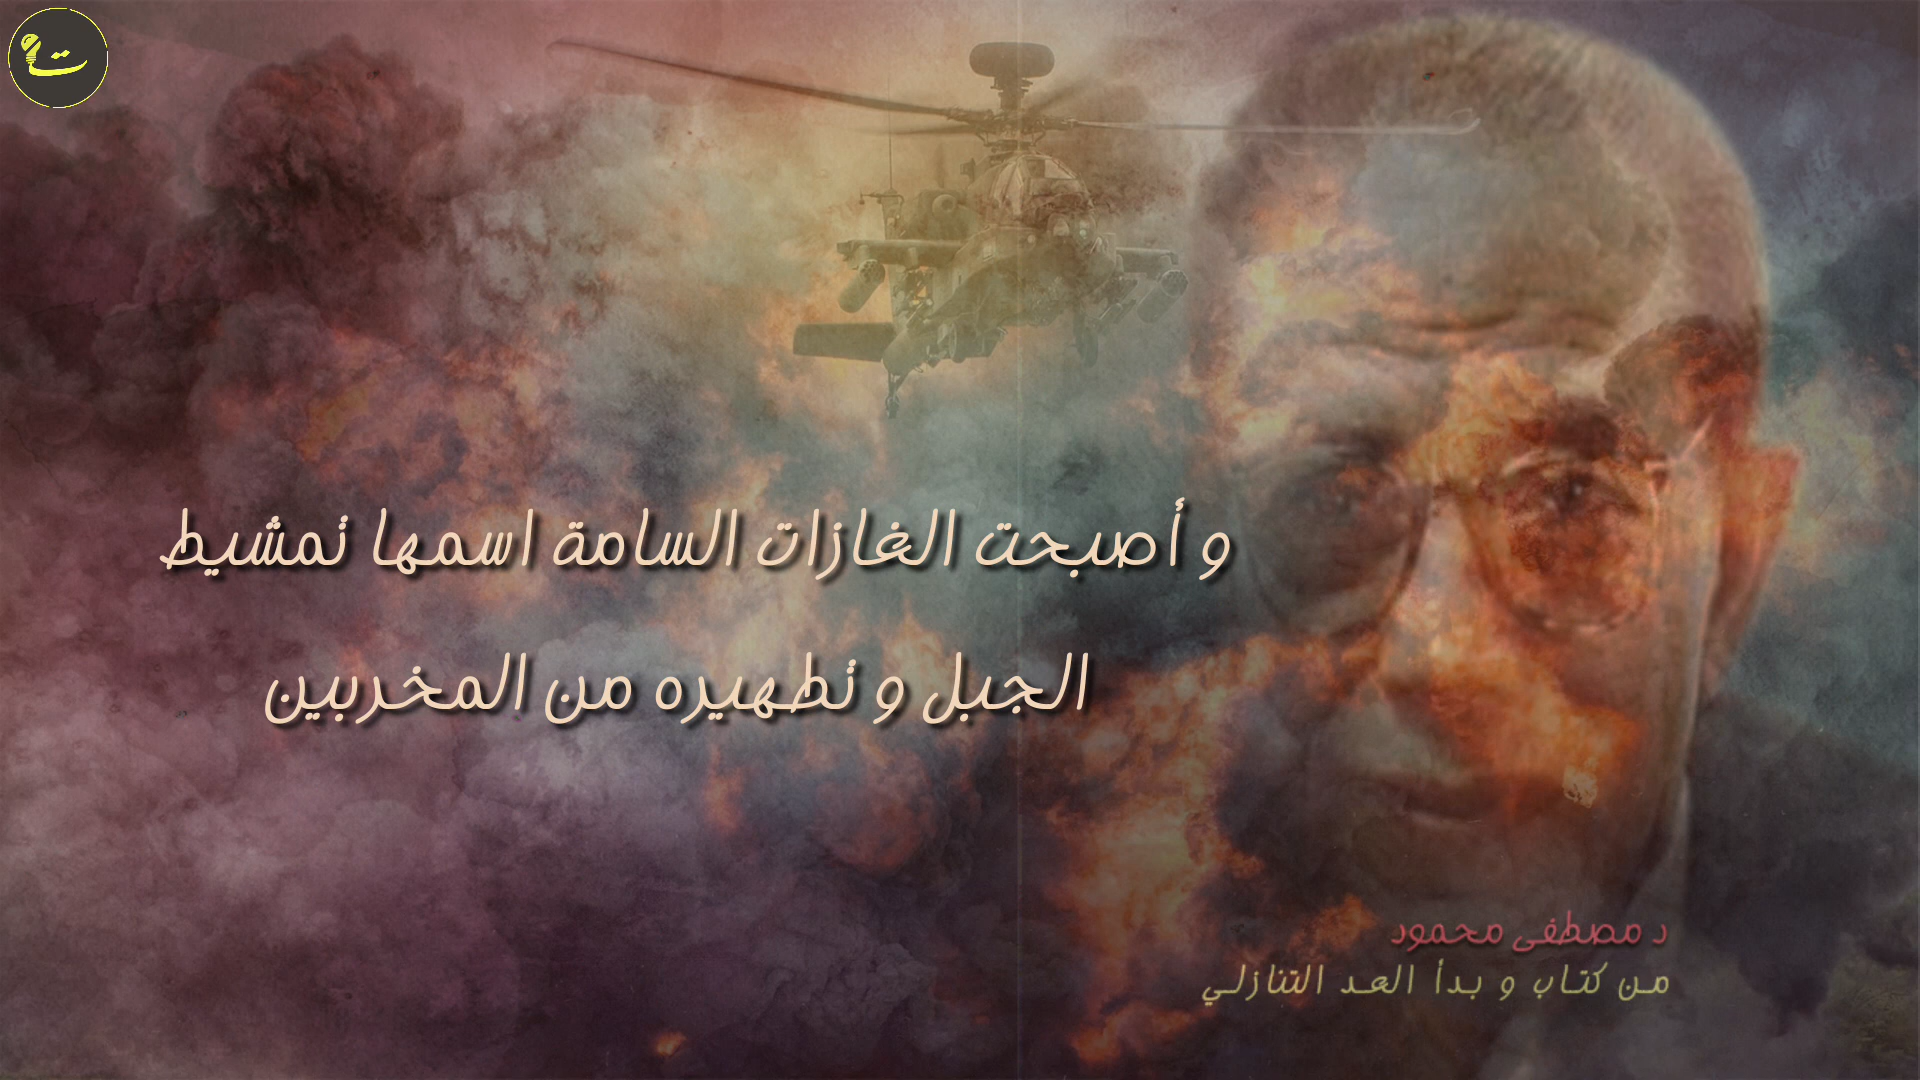 و أصبحت الغازات السامة اسمها تمشيط
الجبل و تطهيره من المخربين
د مصطفى محمود
من كتاب و بدأ العد التنازلي